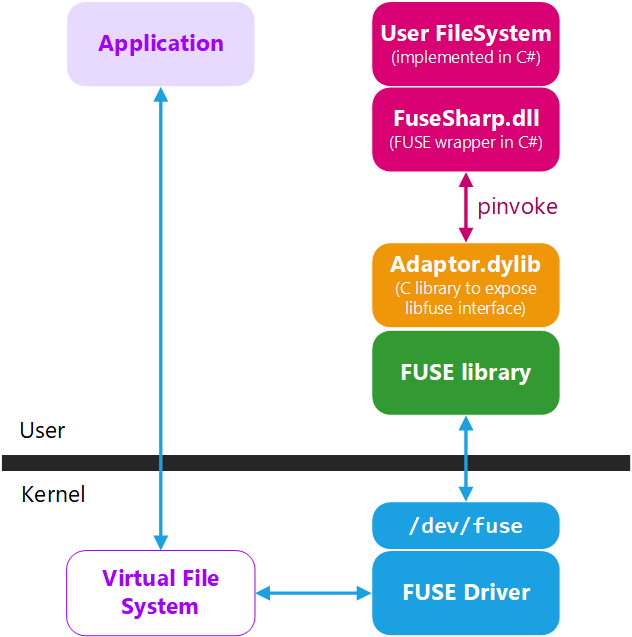 Application
User FileSystem
(implemented in C#)
FuseSharp.dll
(FUSE wrapper in C#)
pinvoke
Adaptor.dylib
(C library to expose
libfuse interface)
FUSE library
User
Kernel
/dev/fuse
Virtual File
System
FUSE Driver